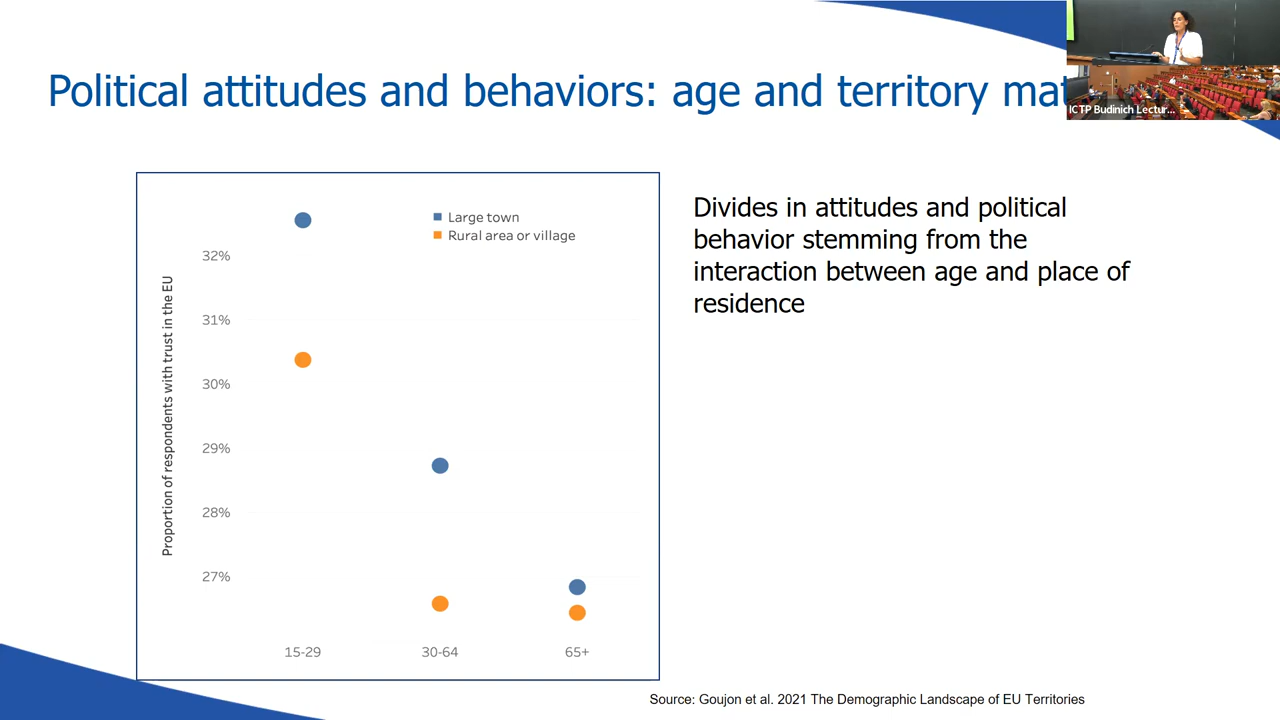 Political attitudes and behaviors: age and territory
ICTP Budinich Lectur...
Large town
Rural area or village
Proportion of respondents with trust in the EU
32%
31%
30%
29%
28%
27%
15-29
30-64
65+
Divides in attitudes and political
behavior stemming from the
interaction between age and place of
residence
Source: Goujon et al. 2021 The Demographic Landscape of EU Territories